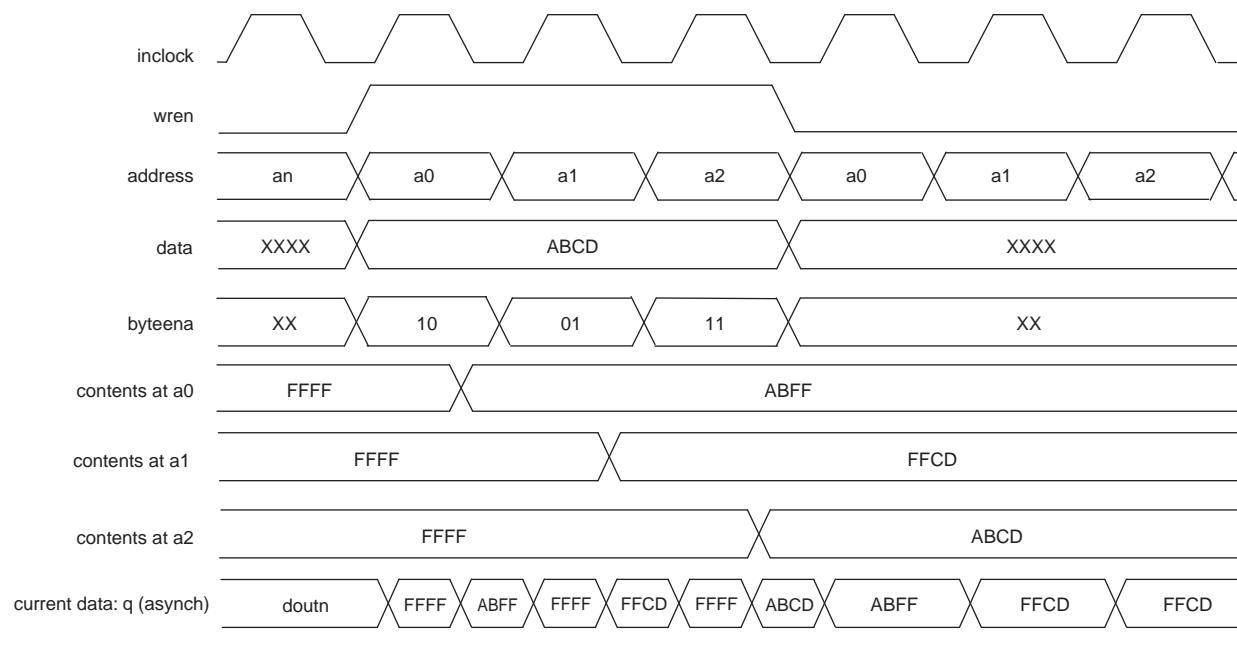 inclock
wren
address an a0 a1 a2 a0 a1 a2
data XXXX ABCD XXXX
byteena XX 10 01 11 XX
contents at a0 FFFF ABFF
contents at a1 FFFF FFCD
contents at a2 FFFF ABCD
current data: q (asynch) doutn FFFF ABFF FFFF FFCD FFFF ABCD ABFF FFCD FFCD